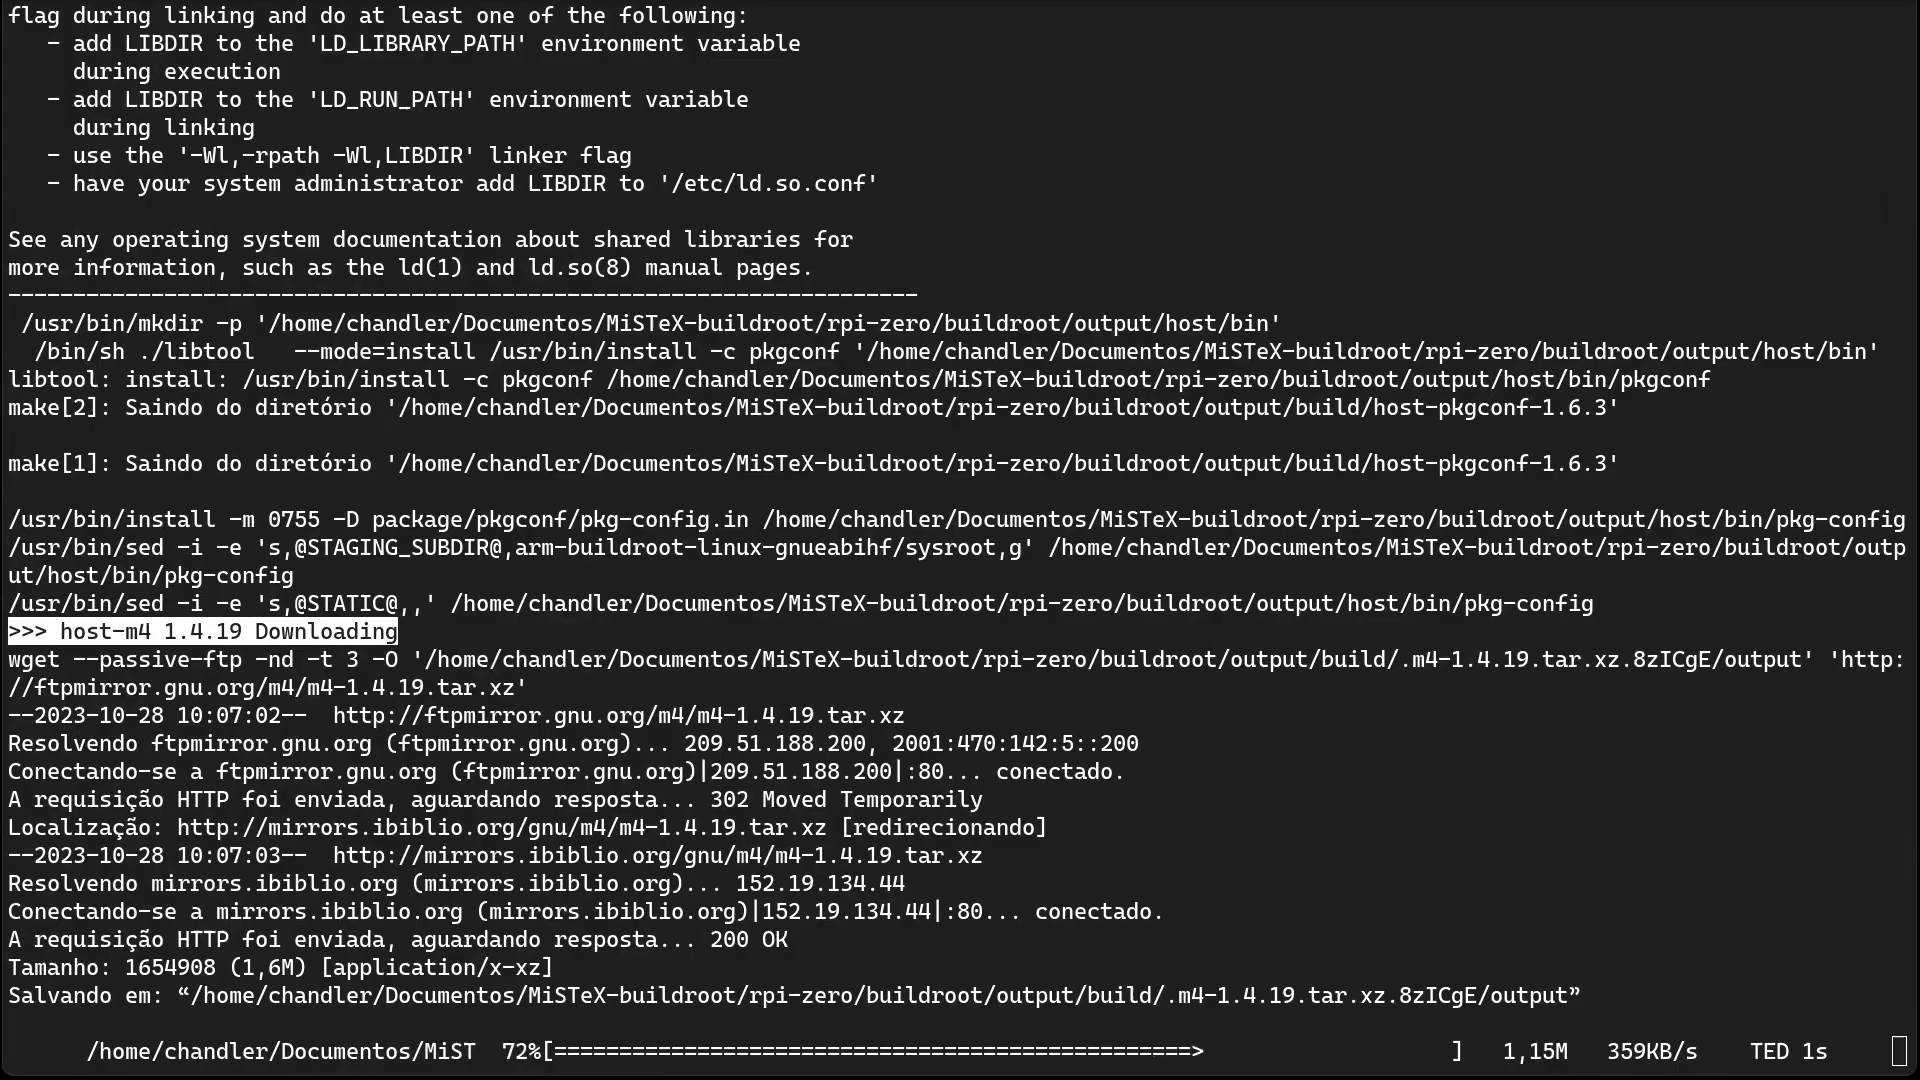 flag during linking and do at least one of the following:
   - add LIBDIR to the 'LD_LIBRARY_PATH' environment variable
     during execution
   - add LIBDIR to the 'LD_RUN_PATH' environment variable
     during linking
   - use the '-Wl,-rpath -Wl,LIBDIR' linker flag
   - have your system administrator add LIBDIR to '/etc/ld.so.conf'

See any operating system documentation about shared libraries for
more information, such as the ld(1) and ld.so(8) manual pages.
----------------------------------------------------------------------
 /usr/bin/mkdir -p '/home/chandler/Documentos/MiSTeX-buildroot/rpi-zero/buildroot/output/host/bin'
  /bin/sh ./libtool   --mode=install /usr/bin/install -c pkgconf '/home/chandler/Documentos/MiSTeX-buildroot/rpi-zero/buildroot/output/host/bin'
libtool: install: /usr/bin/install -c pkgconf /home/chandler/Documentos/MiSTeX-buildroot/rpi-zero/buildroot/output/host/bin/pkgconf
make[2]: Saindo do diretório '/home/chandler/Documentos/MiSTeX-buildroot/rpi-zero/buildroot/output/build/host-pkgconf-1.6.3'

make[1]: Saindo do diretório '/home/chandler/Documentos/MiSTeX-buildroot/rpi-zero/buildroot/output/build/host-pkgconf-1.6.3'

/usr/bin/install -m 0755 -D package/pkgconf/pkg-config.in /home/chandler/Documentos/MiSTeX-buildroot/rpi-zero/buildroot/output/host/bin/pkg-config
/usr/bin/sed -i -e 's,@STAGING_SUBDIR@,arm-buildroot-linux-gnueabihf/sysroot,g' /home/chandler/Documentos/MiSTeX-buildroot/rpi-zero/buildroot/outp
ut/host/bin/pkg-config
/usr/bin/sed -i -e 's,@STATIC@,,' /home/chandler/Documentos/MiSTeX-buildroot/rpi-zero/buildroot/output/host/bin/pkg-config
>>> host-m4 1.4.19 Downloading
wget --passive-ftp -nd -t 3 -O '/home/chandler/Documentos/MiSTeX-buildroot/rpi-zero/buildroot/output/build/.m4-1.4.19.tar.xz.8zICgE/output' 'http:
//ftpmirror.gnu.org/m4/m4-1.4.19.tar.xz'
--2023-10-28 10:07:02--  http://ftpmirror.gnu.org/m4/m4-1.4.19.tar.xz
Resolvendo ftpmirror.gnu.org (ftpmirror.gnu.org)... 209.51.188.200, 2001:470:142:5::200
Conectando-se a ftpmirror.gnu.org (ftpmirror.gnu.org)|209.51.188.200|:80... conectado.
A requisição HTTP foi enviada, aguardando resposta... 302 Moved Temporarily
Localização: http://mirrors.ibiblio.org/gnu/m4/m4-1.4.19.tar.xz [redirecionando]
--2023-10-28 10:07:03--  http://mirrors.ibiblio.org/gnu/m4/m4-1.4.19.tar.xz
Resolvendo mirrors.ibiblio.org (mirrors.ibiblio.org)... 152.19.134.44
Conectando-se a mirrors.ibiblio.org (mirrors.ibiblio.org)|152.19.134.44|:80... conectado.
A requisição HTTP foi enviada, aguardando resposta... 200 OK
Tamanho: 1654908 (1,6M) [application/x-xz]
Salvando em: “/home/chandler/Documentos/MiSTeX-buildroot/rpi-zero/buildroot/output/build/.m4-1.4.19.tar.xz.8zICgE/output”

      /home/chandler/Documentos/MiST  72%[=================================================>                   ]   1,15M   359KB/s    TED 1s